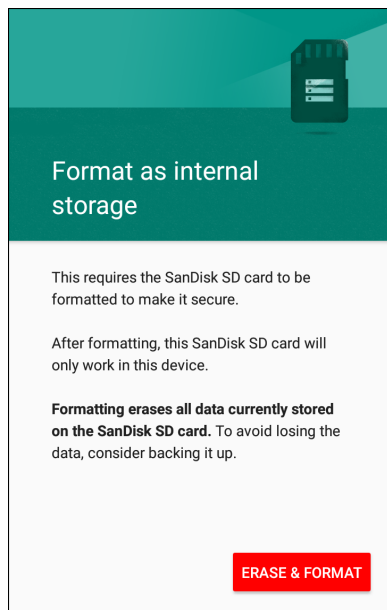 Format as internal
storage
This requires the SanDisk SD card to be
formatted to make it secure.
After formatting, this SanDisk SD card will
only work in this device.
Formatting erases all data currently stored
on the SanDisk SD card. To avoid losing the
data, consider backing it up.
ERASE & FORMAT